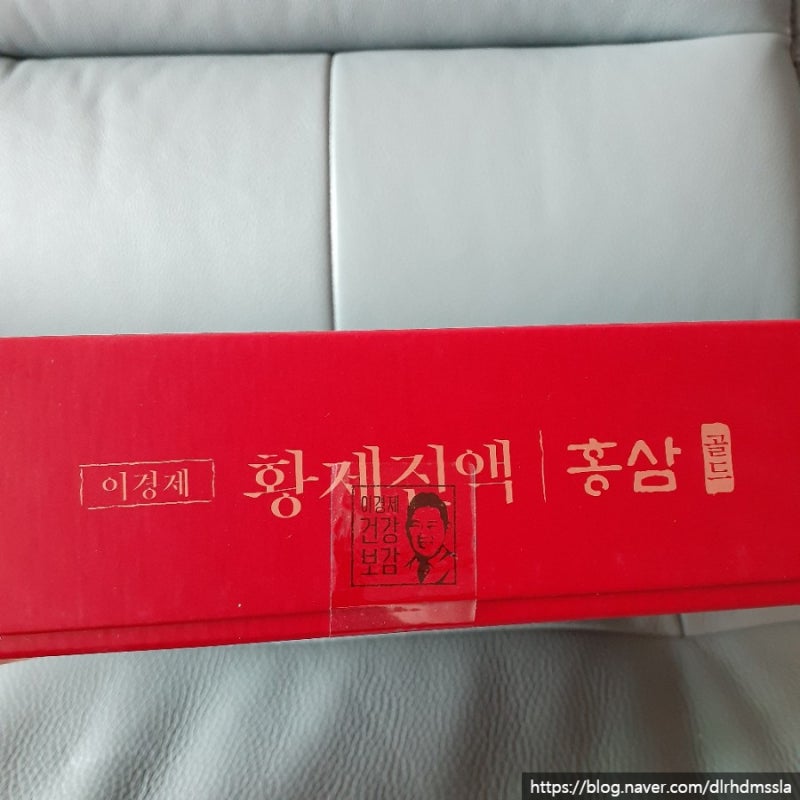 이경제 황제진액 홍삼 골드
이경제
건강
보감
https://blog.naver.com/dlrhdmssla